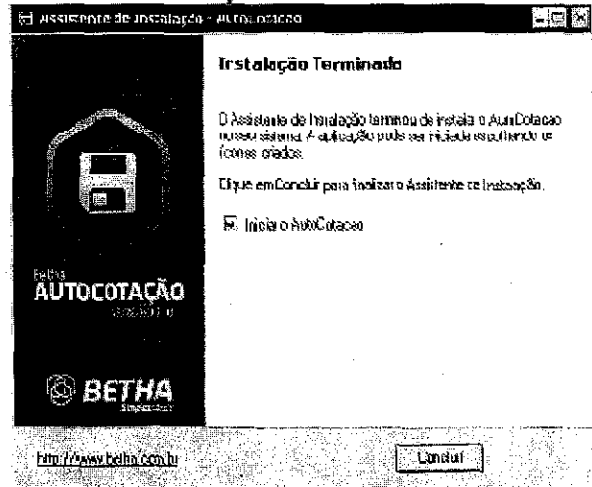 Assistente de Instalação - AutoCotacao
Instalação Terminada
O Assistente de Instalação terminou de instala o AutoCotacao
no seu sistema. A aplicação pode ser iniciada escolhendo os
ícones criados.
Clique em Concluir para finalizar o Assistente de Instalação.
Inicia o AutoCotacao
Betha
AUTOCOTAÇÃO
BETHA
http://www.betha.com.br
Concluir